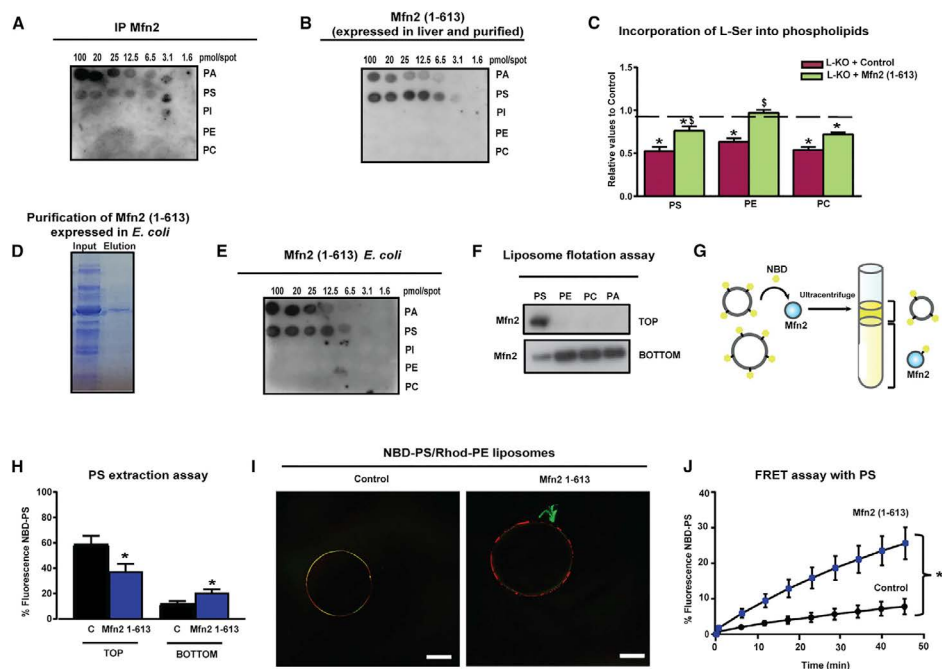 A
IP Mfn2
100 20 25 12.5 6.5 3.1 1.6 pmol/spot
PA
PS
PI
PE
PC
B
Mfn2 (1-613)
(expressed in liver and purified)
100 20 25 12.5 6.5 3.1 1.6 pmol/spot
PA
PS
PI
PE
PC
C
Incorporation of L-Ser into phospholipids
L-KO + Control
L-KO + Mfn2 (1-613)
Relative values to Control
1.5
1.0
0.5
0.0
* *$ * $ * *
PS PE PC
D
Purification of Mfn2 (1-613)
expressed in E. coli
Input Elution
E
Mfn2 (1-613) E. coli
100 20 25 12.5 6.5 3.1 1.6 pmol/spot
PA
PS
PI
PE
PC
F
Liposome flotation assay
PS PE PC PA
Mfn2 TOP
Mfn2 BOTTOM
G
NBD
Mfn2
Ultracentrifuge
Mfn2
H
PS extraction assay
% Fluorescence NBD-PS
100
80
60
40
20
0
* *
C Mfn2 1-613 C Mfn2 1-613
TOP BOTTOM
I
NBD-PS/Rhod-PE liposomes
Control Mfn2 1-613
J
FRET assay with PS
% Fluorescence NBD-PS
40
30
20
10
0
Mfn2 (1-613)
Control
*
0 10 20 30 40 50
Time (min)